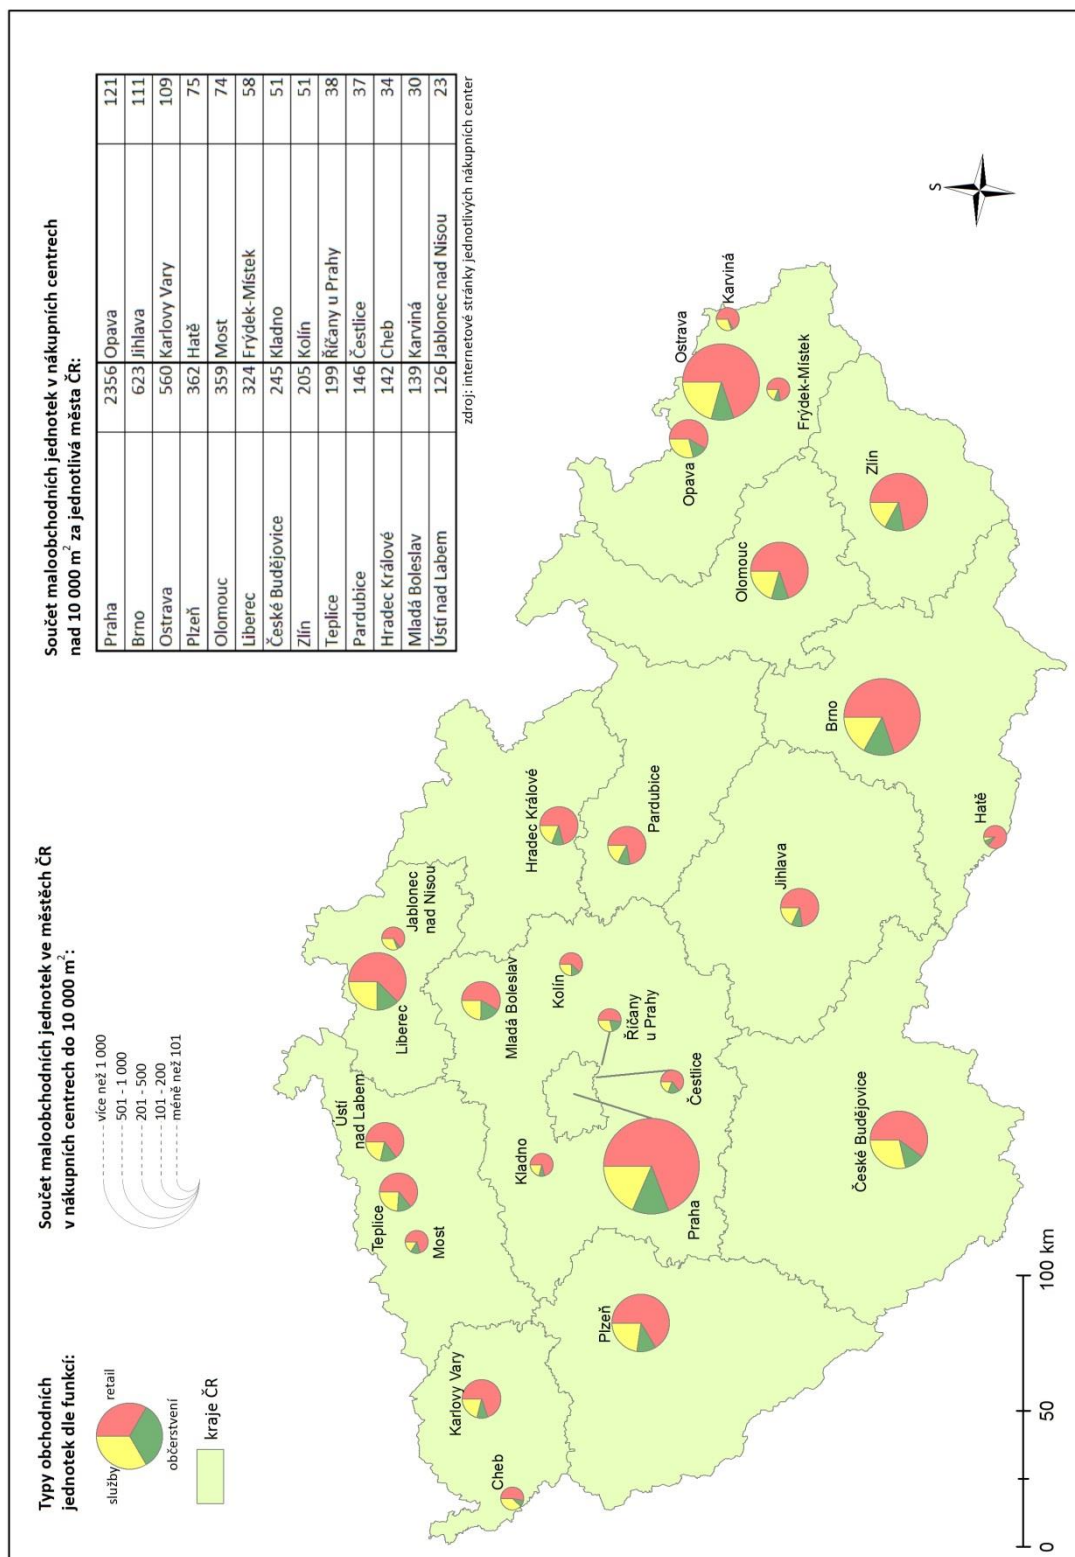 Typy obchodních
jednotek dle funkcí:
služby
retail
občerstvení
kraje ČR
Součet maloobchodních jednotek ve městech ČR
v nákupních centrech do 10 000 m²:
více než 1 000
501 - 1 000
201 - 500
101 - 200
méně než 101
Součet maloobchodních jednotek v nákupních centrech
nad 10 000 m² za jednotlivá města ČR:
Praha 2356 Opava 121
Brno 623 Jihlava 111
Ostrava 560 Karlovy Vary 109
Plzeň 362 Hatě 75
Olomouc 359 Most 74
Liberec 324 Frýdek-Místek 58
České Budějovice 245 Kladno 51
Zlín 205 Kolín 51
Teplice 199 Říčany u Prahy 38
Pardubice 146 Čestlice 37
Hradec Králové 142 Cheb 34
Mladá Boleslav 139 Karviná 30
Ústí nad Labem 126 Jablonec nad Nisou 23
zdroj: internetové stránky jednotlivých nákupních center
Liberec
Jablonec
nad Nisou
Ústí
nad Labem
Teplice
Most
Mladá Boleslav
Hradec Králové
Karlovy Vary
Cheb
Kladno
Kolín
Říčany
u Prahy
Čestlice
Praha
Pardubice
Plzeň
Opava
Ostrava
Karviná
Frýdek-Místek
Olomouc
Jihlava
Zlín
Brno
České Budějovice
Hatě
S
0 50 100 km